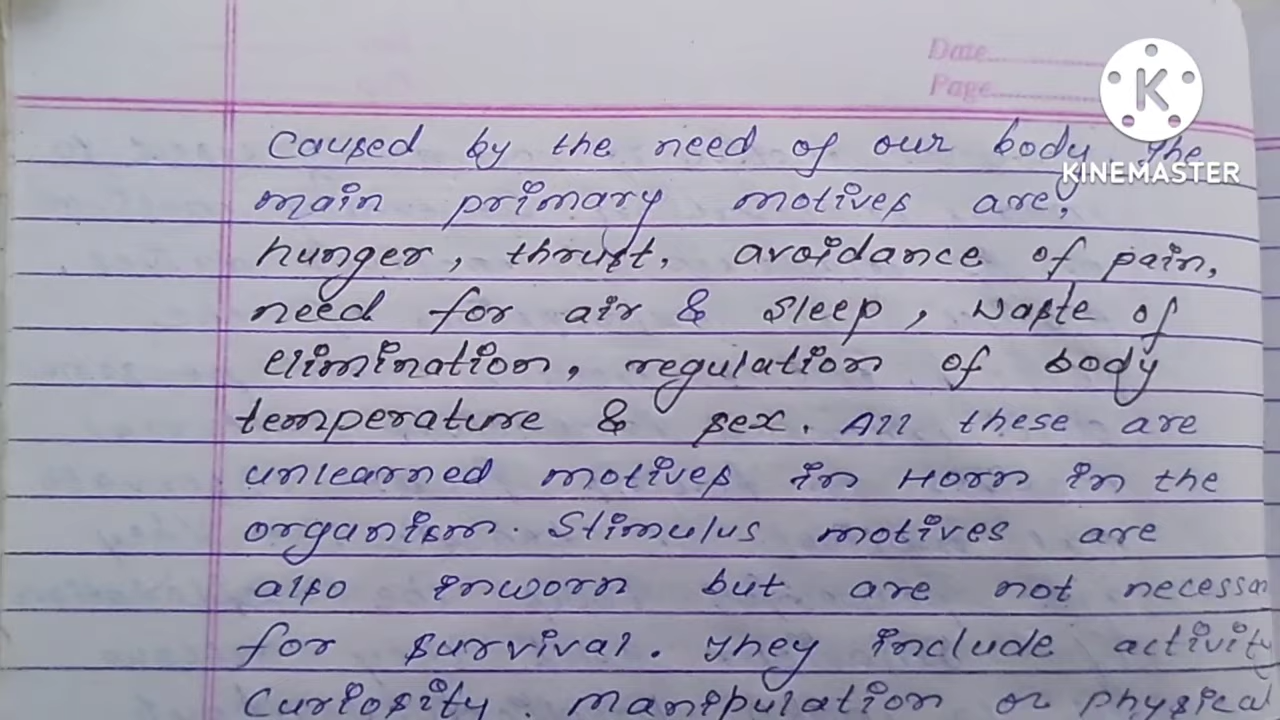 Date
Page
K
KINEMASTER
Caused by the need of our body. The
main primary motives are,
hunger, thrust, avoidance of pain,
need for air & Sleep, Waste of
elimination, regulation of body
temperature & sex. All these are
unlearned motives in Horn in the
organism. Stimulus motives are
also inworn but are not necessar
for survival. They include activity
Curiosity. manipulation or physical